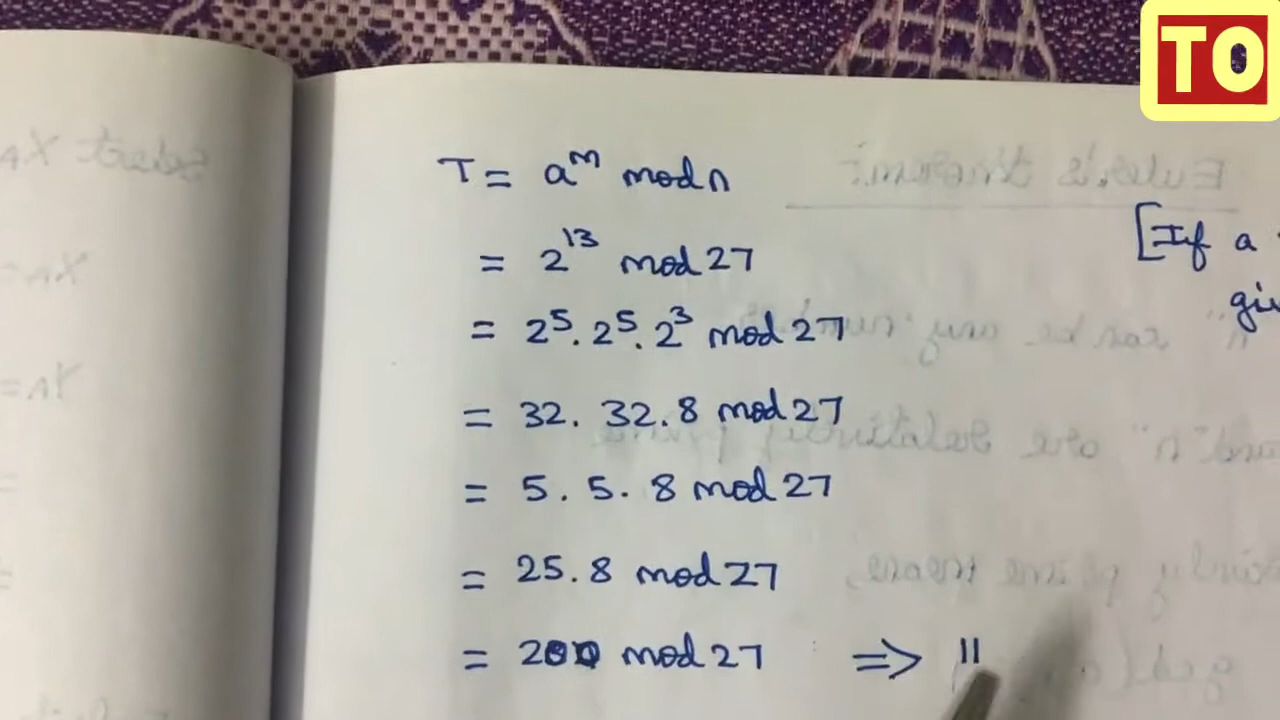 TO
T = a^m mod n
= 2^13 mod 27
[If a
= 2^5 . 2^5 . 2^3 mod 27
= 32 . 32 . 8 mod 27
= 5 . 5 . 8 mod 27
= 25 . 8 mod 27
= 200 mod 27 => 11